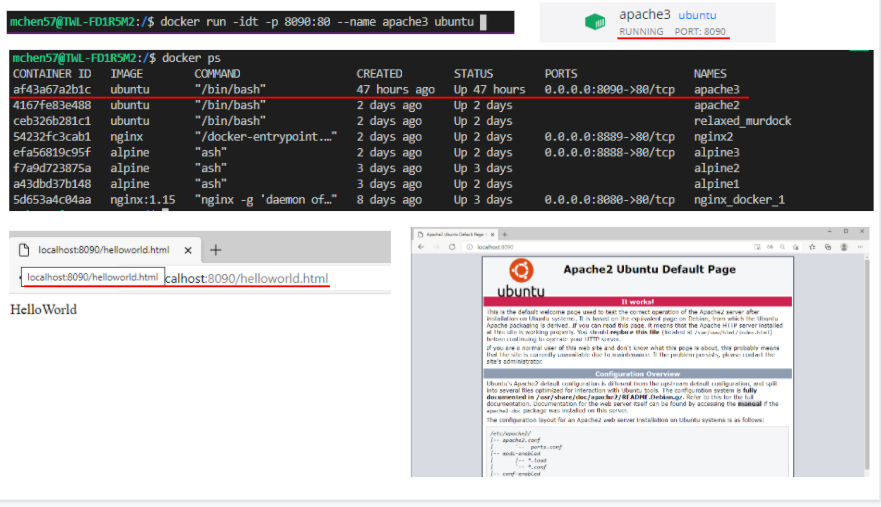 mchen57@TWL-FD1R5M2:/$ docker run -idt -p 8090:80 --name apache3 ubuntu
apache3 ubuntu
RUNNING PORT: 8090
mchen57@TWL-FD1R5M2:/$ docker ps
CONTAINER ID IMAGE COMMAND CREATED STATUS PORTS NAMES
af43a67a2b1c ubuntu "/bin/bash" 47 hours ago Up 47 hours 0.0.0.0:8090->80/tcp apache3
4167fe83e488 ubuntu "/bin/bash" 2 days ago Up 2 days apache2
ceb326b281c1 ubuntu "/bin/bash" 2 days ago Up 2 days relaxed_murdock
54232fc3cab1 nginx "/docker-entrypoint.…" 2 days ago Up 2 days 0.0.0.0:8889->80/tcp nginx2
efa56819c95f alpine "ash" 2 days ago Up 2 days 0.0.0.0:8888->80/tcp alpine3
f7a9d723875a alpine "ash" 3 days ago Up 3 days alpine2
a43dbd37b148 alpine "ash" 3 days ago Up 2 days alpine1
5d653a4c04aa nginx:1.15 "nginx -g 'daemon of…" 8 days ago Up 3 days 0.0.0.0:8080->80/tcp nginx_docker_1
localhost:8090/helloworld.html
localhost:8090/helloworld.html calhost:8090/helloworld.html
HelloWorld
Apache2 Ubuntu Default Page
localhost:8090
Apache2 Ubuntu Default Page
ubuntu
It works!
This is the default welcome page used to test the correct operation of the Apache2 server after
installation on Ubuntu systems. It is based on the equivalent page on Debian, from which the Ubuntu
Apache packaging is derived. If you can read this page, it means that the Apache HTTP server installed
at this site is working properly. You should replace this file (located at /var/www/html/index.html)
before continuing to operate your HTTP server.
If you are a normal user of this web site and don't know what this page is about, this probably means
that the site is currently unavailable due to maintenance. If the problem persists, please contact the
site's administrator.
Configuration Overview
Ubuntu's Apache2 default configuration is different from the upstream default configuration, and split
into several files optimized for interaction with Ubuntu tools. The configuration system is fully
documented in /usr/share/doc/apache2/README.Debian.gz. Refer to this for the full
documentation. Documentation for the web server itself can be found by accessing the manual if the
apache2-doc package was installed on this server.
The configuration layout for an Apache2 web server installation on Ubuntu systems is as follows:
/etc/apache2/
|-- apache2.conf
| `-- ports.conf
|-- mods-enabled
| |-- *.load
| `-- *.conf
|-- conf-enabled